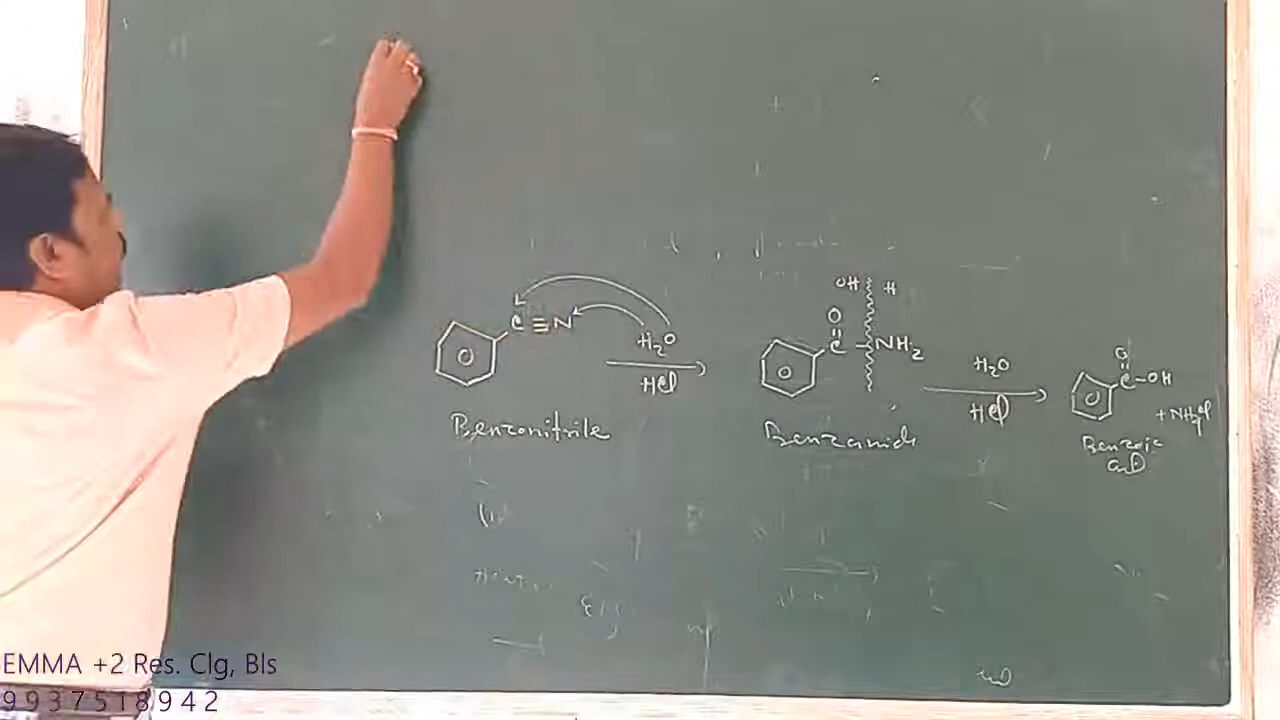 OH H
O
C≡N
H₂O
C-NH₂
HCl
H₂O
HCl
O
C-OH
+ NH₄Cl
Benzonitrile
Benzamide
Benzoic
acid
EMMA +2 Res. Clg, Bls
9937518942